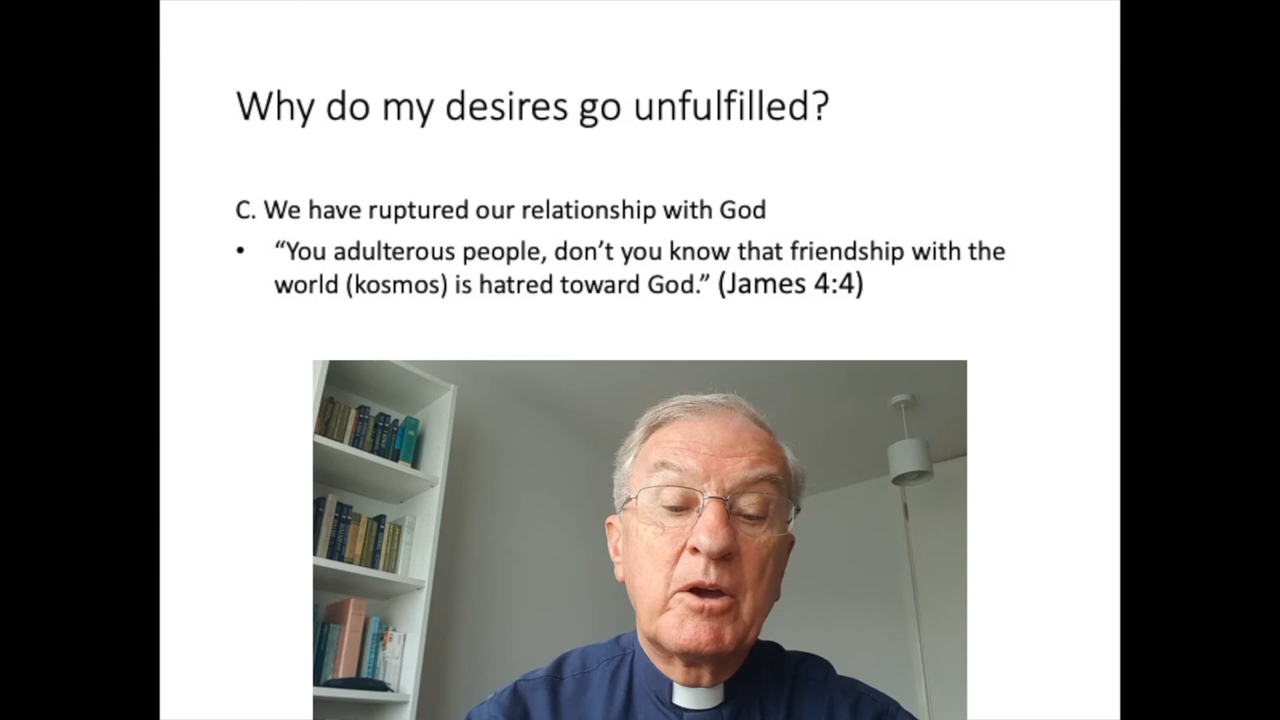 Why do my desires go unfulfilled?
C. We have ruptured our relationship with God
• “You adulterous people, don’t you know that friendship with the
world (kosmos) is hatred toward God.” (James 4:4)